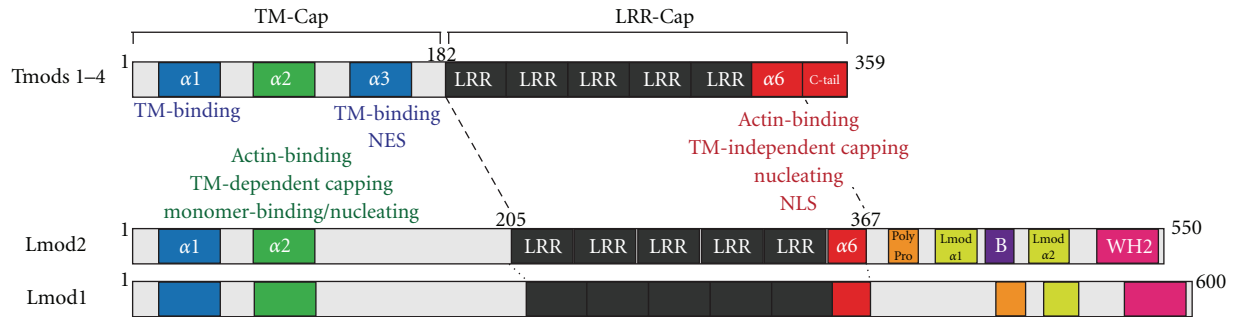 TM-Cap LRR-Cap
Tmods 1–4 1 α1 α2 α3 182 LRR LRR LRR LRR LRR α6 C-tail 359
TM-binding TM-binding
NES
Actin-binding
TM-dependent capping
monomer-binding/nucleating
Actin-binding
TM-independent capping
nucleating
NLS
Lmod2 1 α1 α2 205 LRR LRR LRR LRR LRR α6 367 Poly
Pro Lmod
α1 B Lmod
α2 WH2 550
Lmod1 1 600